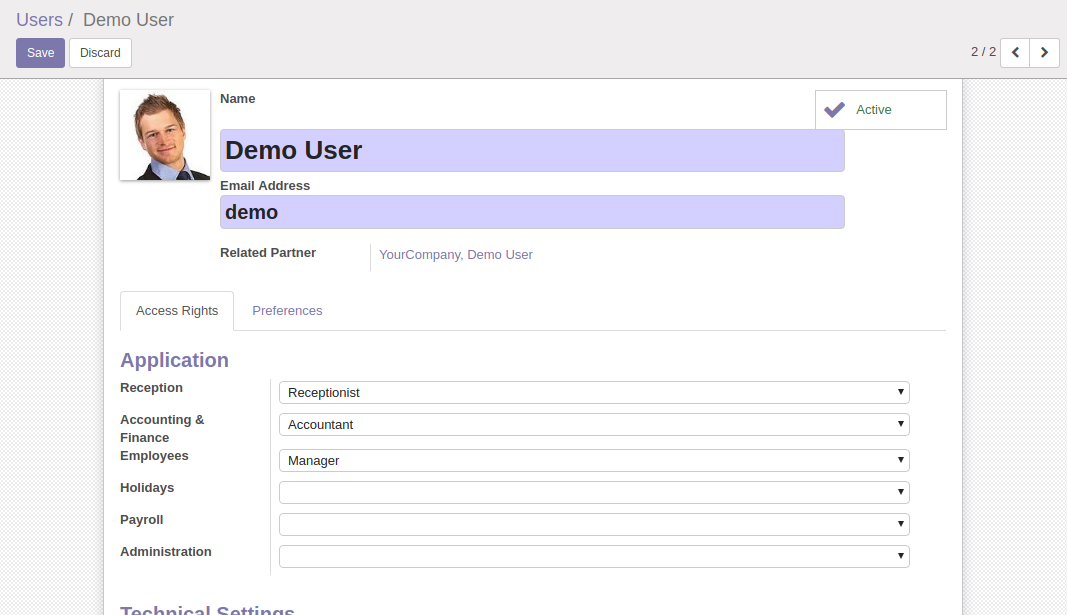 Users / Demo User
Save Discard 2 / 2
Name
Active
Demo User
Email Address
demo
Related Partner YourCompany, Demo User
Access Rights Preferences
Application
Reception Receptionist
Accounting &
Finance Accountant
Employees Manager
Holidays
Payroll
Administration
Technical Settings